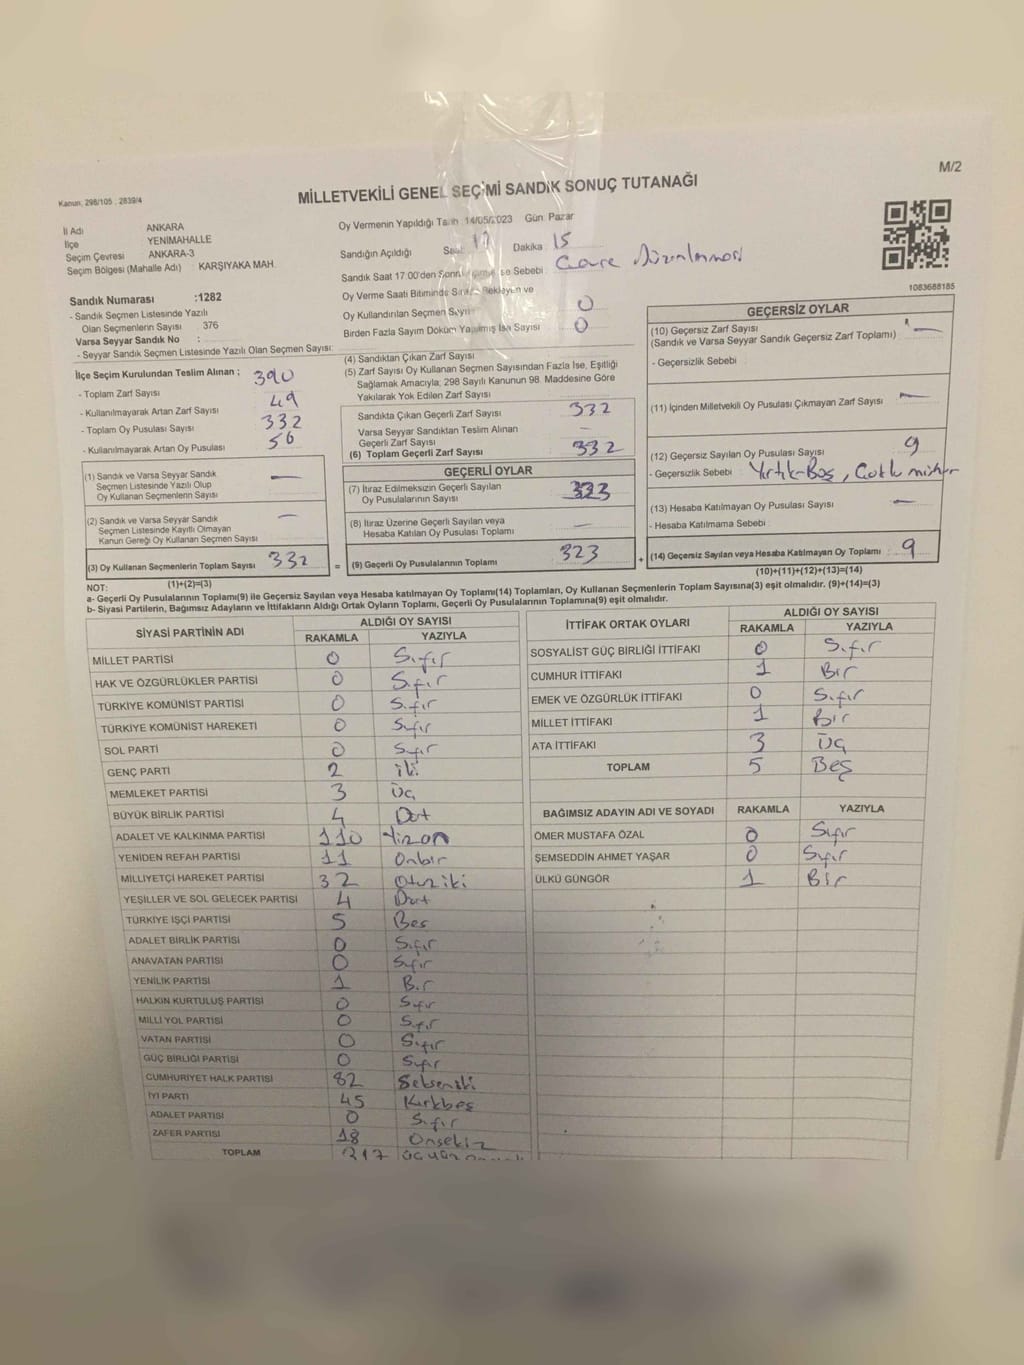 M/2
Kanun, 298/105 , 2839/4
MİLLETVEKİLİ GENEL SEÇİMİ SANDIK SONUÇ TUTANAĞI
İl Adı ANKARA
İlçe YENİMAHALLE
Seçim Çevresi ANKARA-3
Seçim Bölgesi (Mahalle Adı) : KARŞIYAKA MAH.
Oy Vermenin Yapıldığı Tarih :14/05/2023 Gün: Pazar
Sandığın Açıldığı Saat: 17 Dakika : 15
Sandık Saat 17:00'den Sonra se Sebebi : Düzenlenmesi
Oy Verme Saati Bitiminde Sırada Bekleyen ve
Oy Kullandırılan Seçmen Sayısı 0
Birden Fazla Sayım Döküm Yapılmış İse Sayısı 0
1083688185
Sandık Numarası :1282
- Sandık Seçmen Listesinde Yazılı
Olan Seçmenlerin Sayısı : 376
Varsa Seyyar Sandık No :
- Seyyar Sandık Seçmen Listesinde Yazılı Olan Seçmen Sayısı:
İlçe Seçim Kurulundan Teslim Alınan :
- Toplam Zarf Sayısı 390
- Kullanılmayarak Artan Zarf Sayısı 49
- Toplam Oy Pusulası Sayısı 332
- Kullanılmayarak Artan Oy Pusulası 56
(1) Sandık ve Varsa Seyyar Sandık
Seçmen Listesinde Yazılı Olup
Oy Kullanan Seçmenlerin Sayısı —
(2) Sandık ve Varsa Seyyar Sandık
Seçmen Listesinde Kayıtlı Olmayan
Kanun Gereği Oy Kullanan Seçmen Sayısı —
(3) Oy Kullanan Seçmenlerin Toplam Sayısı 332
(1)+(2)=(3)
(4) Sandıktan Çıkan Zarf Sayısı
(5) Zarf Sayısı Oy Kullanan Seçmen Sayısından Fazla İse, Eşitliği
Sağlamak Amacıyla; 298 Sayılı Kanunun 98. Maddesine Göre
Yakılarak Yok Edilen Zarf Sayısı
Sandıkta Çıkan Geçerli Zarf Sayısı 332
Varsa Seyyar Sandıktan Teslim Alınan
Geçerli Zarf Sayısı —
(6) Toplam Geçerli Zarf Sayısı 332
GEÇERLİ OYLAR
(7) İtiraz Edilmeksizin Geçerli Sayılan
Oy Pusulalarının Sayısı 323
(8) İtiraz Üzerine Geçerli Sayılan veya
Hesaba Katılan Oy Pusulası Toplamı —
= (9) Geçerli Oy Pusulalarının Toplamı 323 +
GEÇERSİZ OYLAR
(10) Geçersiz Zarf Sayısı
(Sandık ve Varsa Seyyar Sandık Geçersiz Zarf Toplamı) —
- Geçersizlik Sebebi :
(11) İçinden Milletvekili Oy Pusulası Çıkmayan Zarf Sayısı —
(12) Geçersiz Sayılan Oy Pusulası Sayısı 9
- Geçersizlik Sebebi : Yırtık-Boş,
(13) Hesaba Katılmayan Oy Pusulası Sayısı —
- Hesaba Katılmama Sebebi :
(14) Geçersiz Sayılan veya Hesaba Katılmayan Oy Toplamı : 9
(10)+(11)+(12)+(13)=(14)
NOT:
a- Geçerli Oy Pusulalarının Toplamı(9) ile Geçersiz Sayılan veya Hesaba katılmayan Oy Toplamı(14) Toplamları, Oy Kullanan Seçmenlerin Toplam Sayısına(3) eşit olmalıdır. (9)+(14)=(3)
b- Siyasi Partilerin, Bağımsız Adayların ve İttifakların Aldığı Ortak Oyların Toplamı, Geçerli Oy Pusulalarının Toplamına(9) eşit olmalıdır.
SİYASİ PARTİNİN ADI ALDIĞI OY SAYISI
RAKAMLA YAZIYLA
MİLLET PARTİSİ 0 Sıfır
HAK VE ÖZGÜRLÜKLER PARTİSİ 0 Sıfır
TÜRKİYE KOMÜNİST PARTİSİ 0 Sıfır
TÜRKİYE KOMÜNİST HAREKETİ 0 Sıfır
SOL PARTİ 0 Sıfır
GENÇ PARTİ 2 iki
MEMLEKET PARTİSİ 3 Üç
BÜYÜK BİRLİK PARTİSİ 4 Dört
ADALET VE KALKINMA PARTİSİ 110 Yüzon
YENİDEN REFAH PARTİSİ 11 Onbir
MİLLİYETÇİ HAREKET PARTİSİ 32 Otuziki
YEŞİLLER VE SOL GELECEK PARTİSİ 4 Dört
TÜRKİYE İŞÇİ PARTİSİ 5 Beş
ADALET BİRLİK PARTİSİ 0 Sıfır
ANAVATAN PARTİSİ 0 Sıfır
YENİLİK PARTİSİ 1 Bir
HALKIN KURTULUŞ PARTİSİ 0 Sıfır
MİLLİ YOL PARTİSİ 0 Sıfır
VATAN PARTİSİ 0 Sıfır
GÜÇ BİRLİĞİ PARTİSİ 0 Sıfır
CUMHURİYET HALK PARTİSİ 82 Seksen iki
İYİ PARTİ 45 Kırkbeş
ADALET PARTİSİ 0 Sıfır
ZAFER PARTİSİ 18 Onsekiz
TOPLAM 317
İTTİFAK ORTAK OYLARI ALDIĞI OY SAYISI
RAKAMLA YAZIYLA
SOSYALİST GÜÇ BİRLİĞİ İTTİFAKI 0 Sıfır
CUMHUR İTTİFAKI 1 Bir
EMEK VE ÖZGÜRLÜK İTTİFAKI 0 Sıfır
MİLLET İTTİFAKI 1 Bir
ATA İTTİFAKI 3 Üç
TOPLAM 5 Beş
BAĞIMSIZ ADAYIN ADI VE SOYADI RAKAMLA YAZIYLA
ÖMER MUSTAFA ÖZAL 0 Sıfır
ŞEMSEDDİN AHMET YAŞAR 0 Sıfır
ÜLKÜ GÜNGÖR 1 Bir